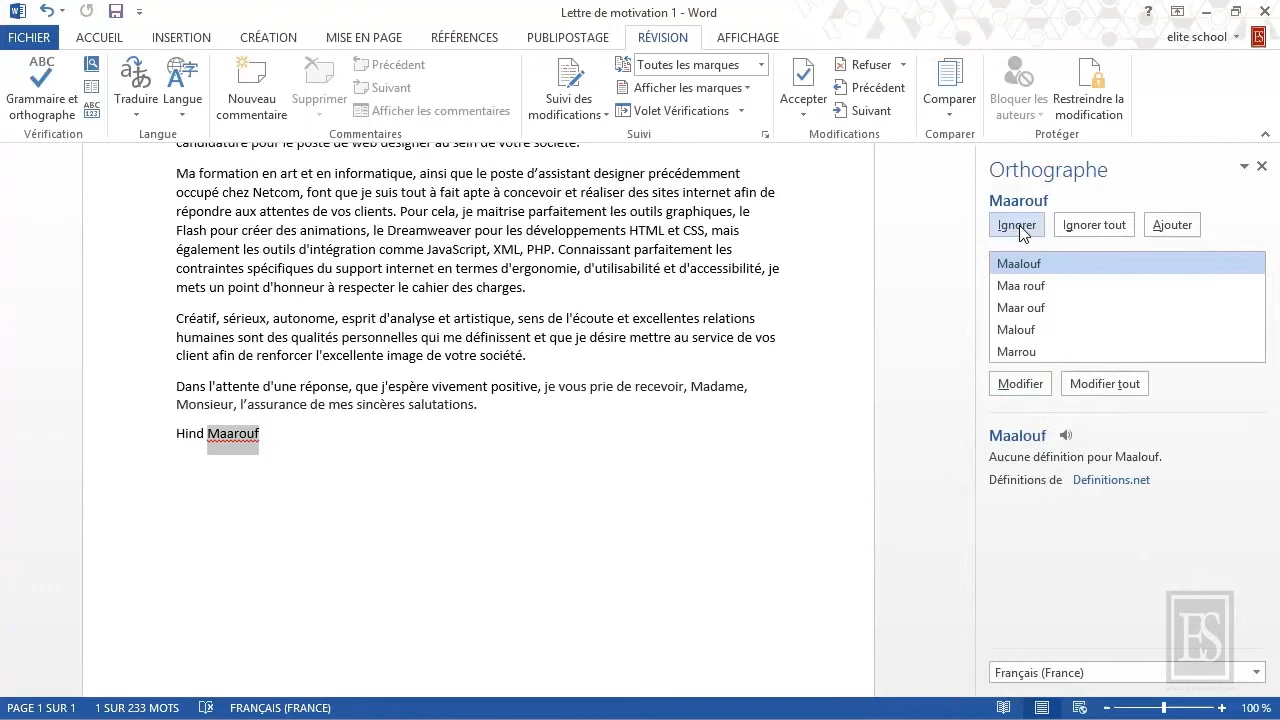 Lettre de motivation 1 - Word
?
FICHIER ACCUEIL INSERTION CRÉATION MISE EN PAGE RÉFÉRENCES PUBLIPOSTAGE RÉVISION AFFICHAGE elite school ES
ABC
Grammaire et
orthographe
ABC
123
Traduire Langue
Nouveau
commentaire
Supprimer
Précédent
Suivant
Afficher les commentaires
Suivi des
modifications
Toutes les marques
Afficher les marques
Volet Vérifications
Accepter
Refuser
Précédent
Suivant
Comparer
Bloquer les
auteurs
Restreindre la
modification
Vérification Langue Commentaires Suivi Modifications Comparer Protéger
candidature pour le poste de web designer au sein de votre société.
Ma formation en art et en informatique, ainsi que le poste d’assistant designer précédemment
occupé chez Netcom, font que je suis tout à fait apte à concevoir et réaliser des sites internet afin de
répondre aux attentes de vos clients. Pour cela, je maitrise parfaitement les outils graphiques, le
Flash pour créer des animations, le Dreamweaver pour les développements HTML et CSS, mais
également les outils d'intégration comme JavaScript, XML, PHP. Connaissant parfaitement les
contraintes spécifiques du support internet en termes d'ergonomie, d'utilisabilité et d'accessibilité, je
mets un point d'honneur à respecter le cahier des charges.
Créatif, sérieux, autonome, esprit d'analyse et artistique, sens de l'écoute et excellentes relations
humaines sont des qualités personnelles qui me définissent et que je désire mettre au service de vos
client afin de renforcer l'excellente image de votre société.
Dans l'attente d'une réponse, que j'espère vivement positive, je vous prie de recevoir, Madame,
Monsieur, l’assurance de mes sincères salutations.
Hind Maarouf
Orthographe
Maarouf
Ignorer Ignorer tout Ajouter
Maalouf
Maa rouf
Maar ouf
Malouf
Marrou
Modifier Modifier tout
Maalouf
Aucune définition pour Maalouf.
Définitions de Definitions.net
Français (France)
PAGE 1 SUR 1 1 SUR 233 MOTS FRANÇAIS (FRANCE) 100 %